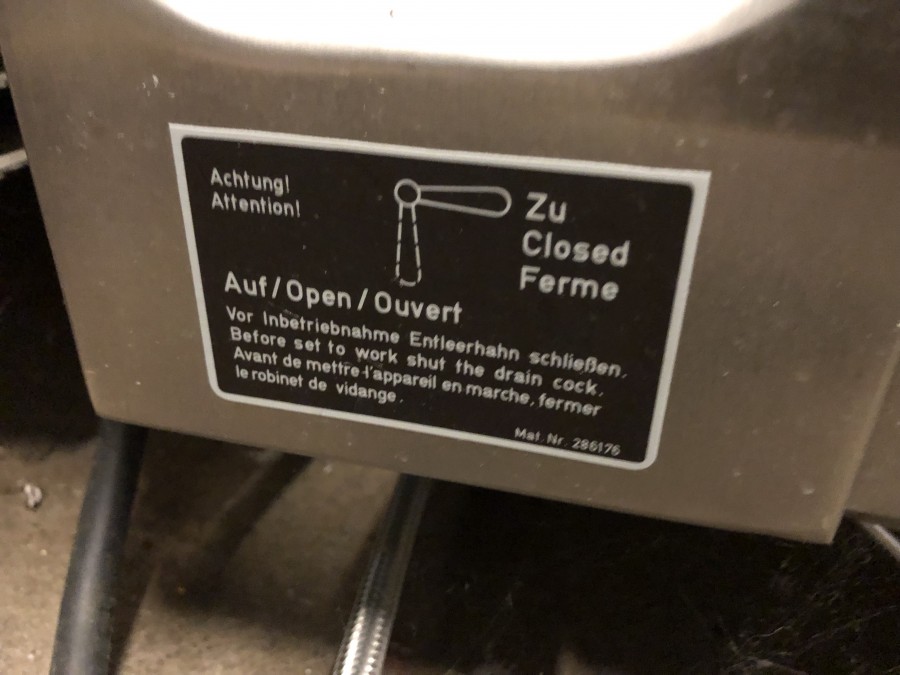 Achtung!
Attention!
Zu
Closed
Ferme
Auf/Open/Ouvert
Vor Inbetriebnahme Entleerhahn schließen.
Before set to work shut the drain cock.
Avant de mettre l'appareil en marche, fermer
le robinet de vidange.
Mat. Nr. 286176